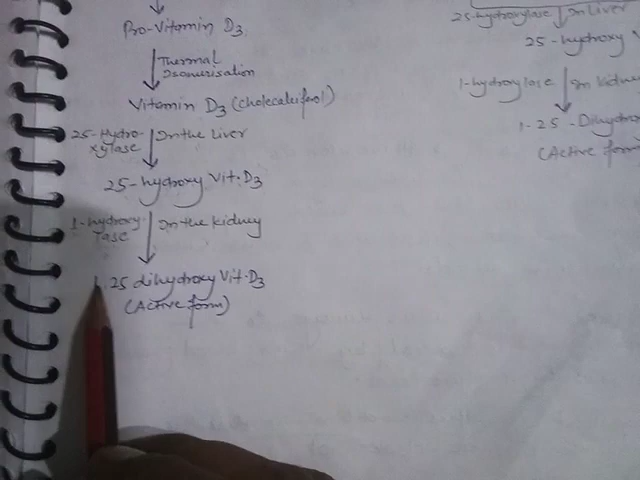 Pro-Vitamin D3
Thermal
Isomerisation
Vitamin D3 (cholecalciferol)
25-Hydro-
xylase
In the Liver
25-hydroxy Vit. D3
1-hydroxy-
lase
In the kidney
1.25 dihydroxy Vit. D3
(Active form)
25-hydroxylase
In Liver
25-hydroxy V
1-hydroxylase
In kidne
1-25-Dihydro
(Active form